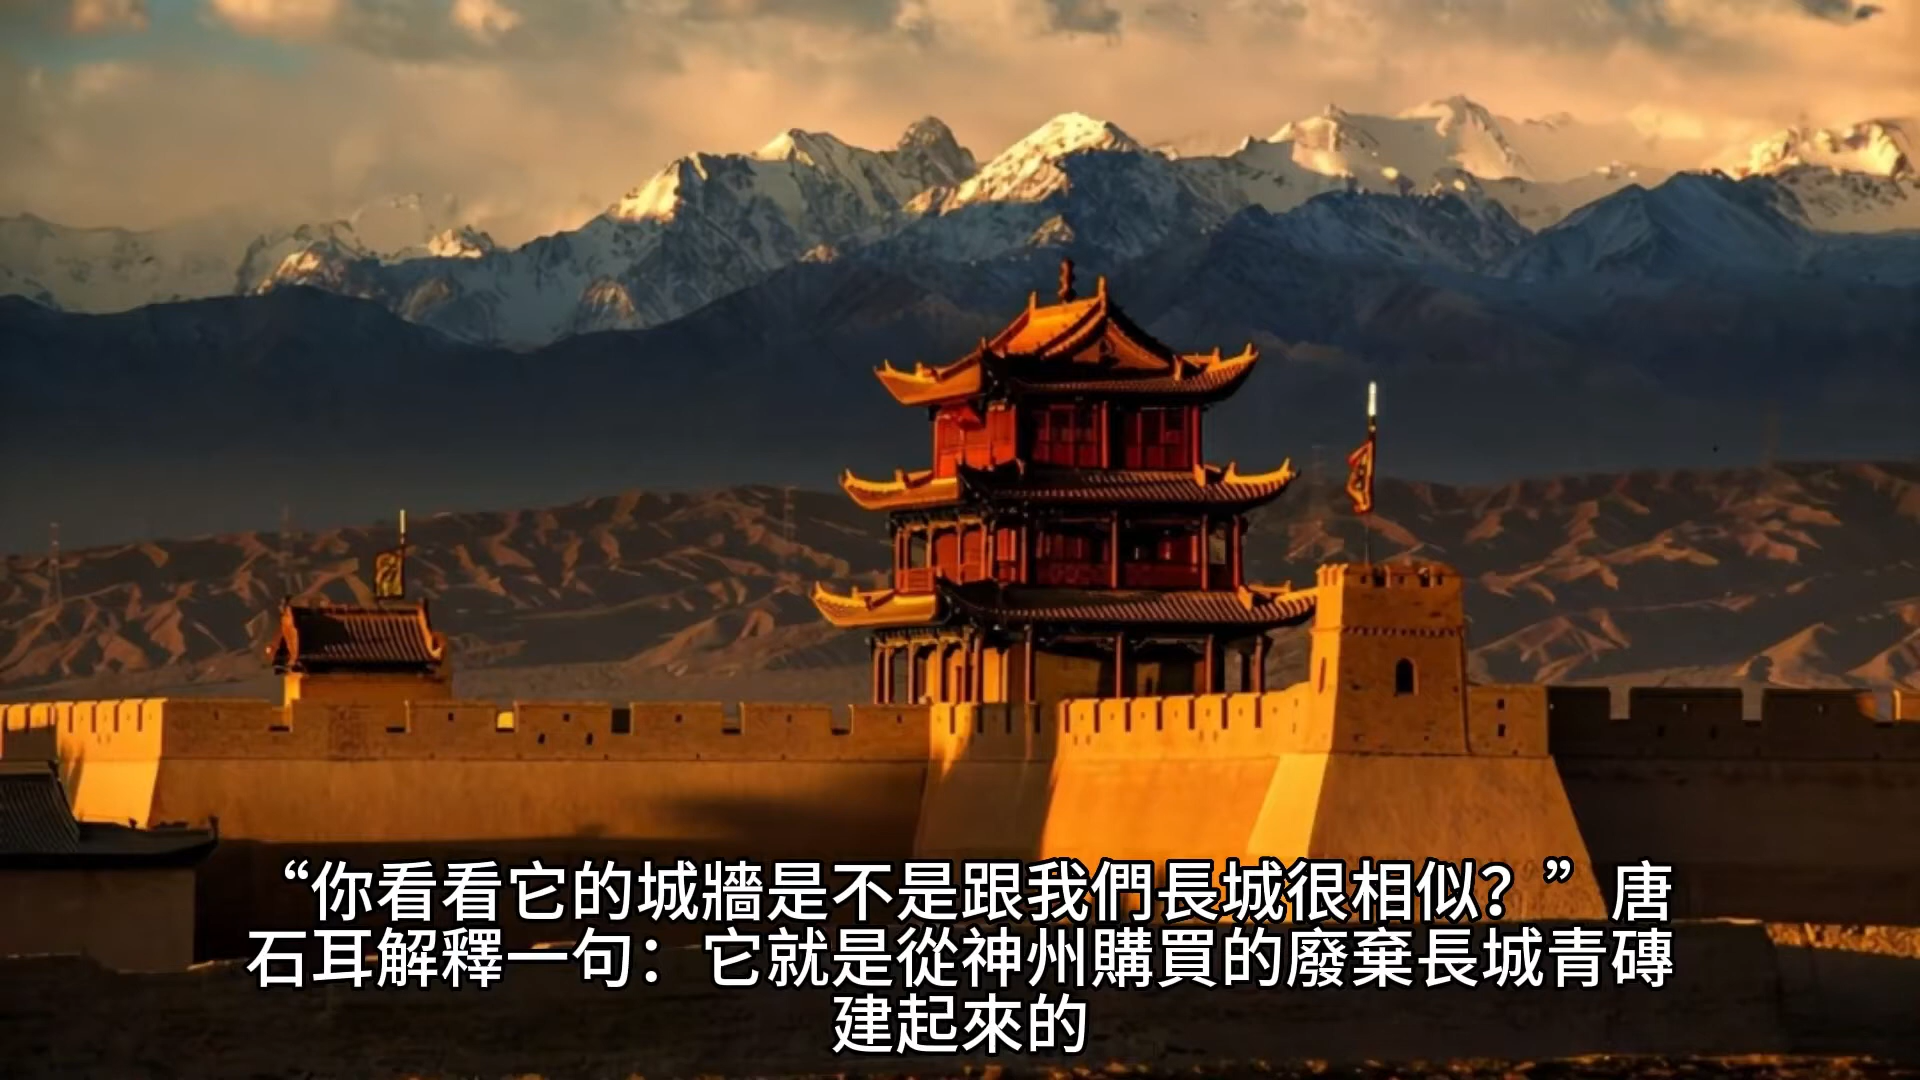 “你看看它的城牆是不是跟我們長城很相似？”唐
石耳解釋一句：它就是從神州購買的廢棄長城青磚
建起來的